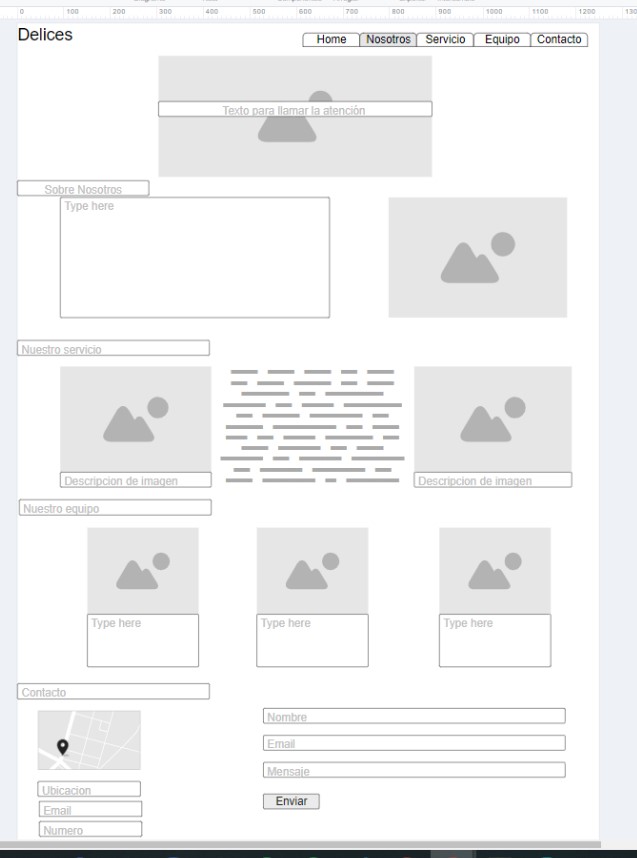 0 100 200 300 400 500 600 700 800 900 1000 1100 1200
Delices
Home Nosotros Servicio Equipo Contacto
Texto para llamar la atención
Sobre Nosotros
Type here
Nuestro servicio
Descripcion de imagen Descripcion de imagen
Nuestro equipo
Type here Type here Type here
Contacto
Nombre
Email
Mensaje
Ubicacion
Enviar
Email
Numero